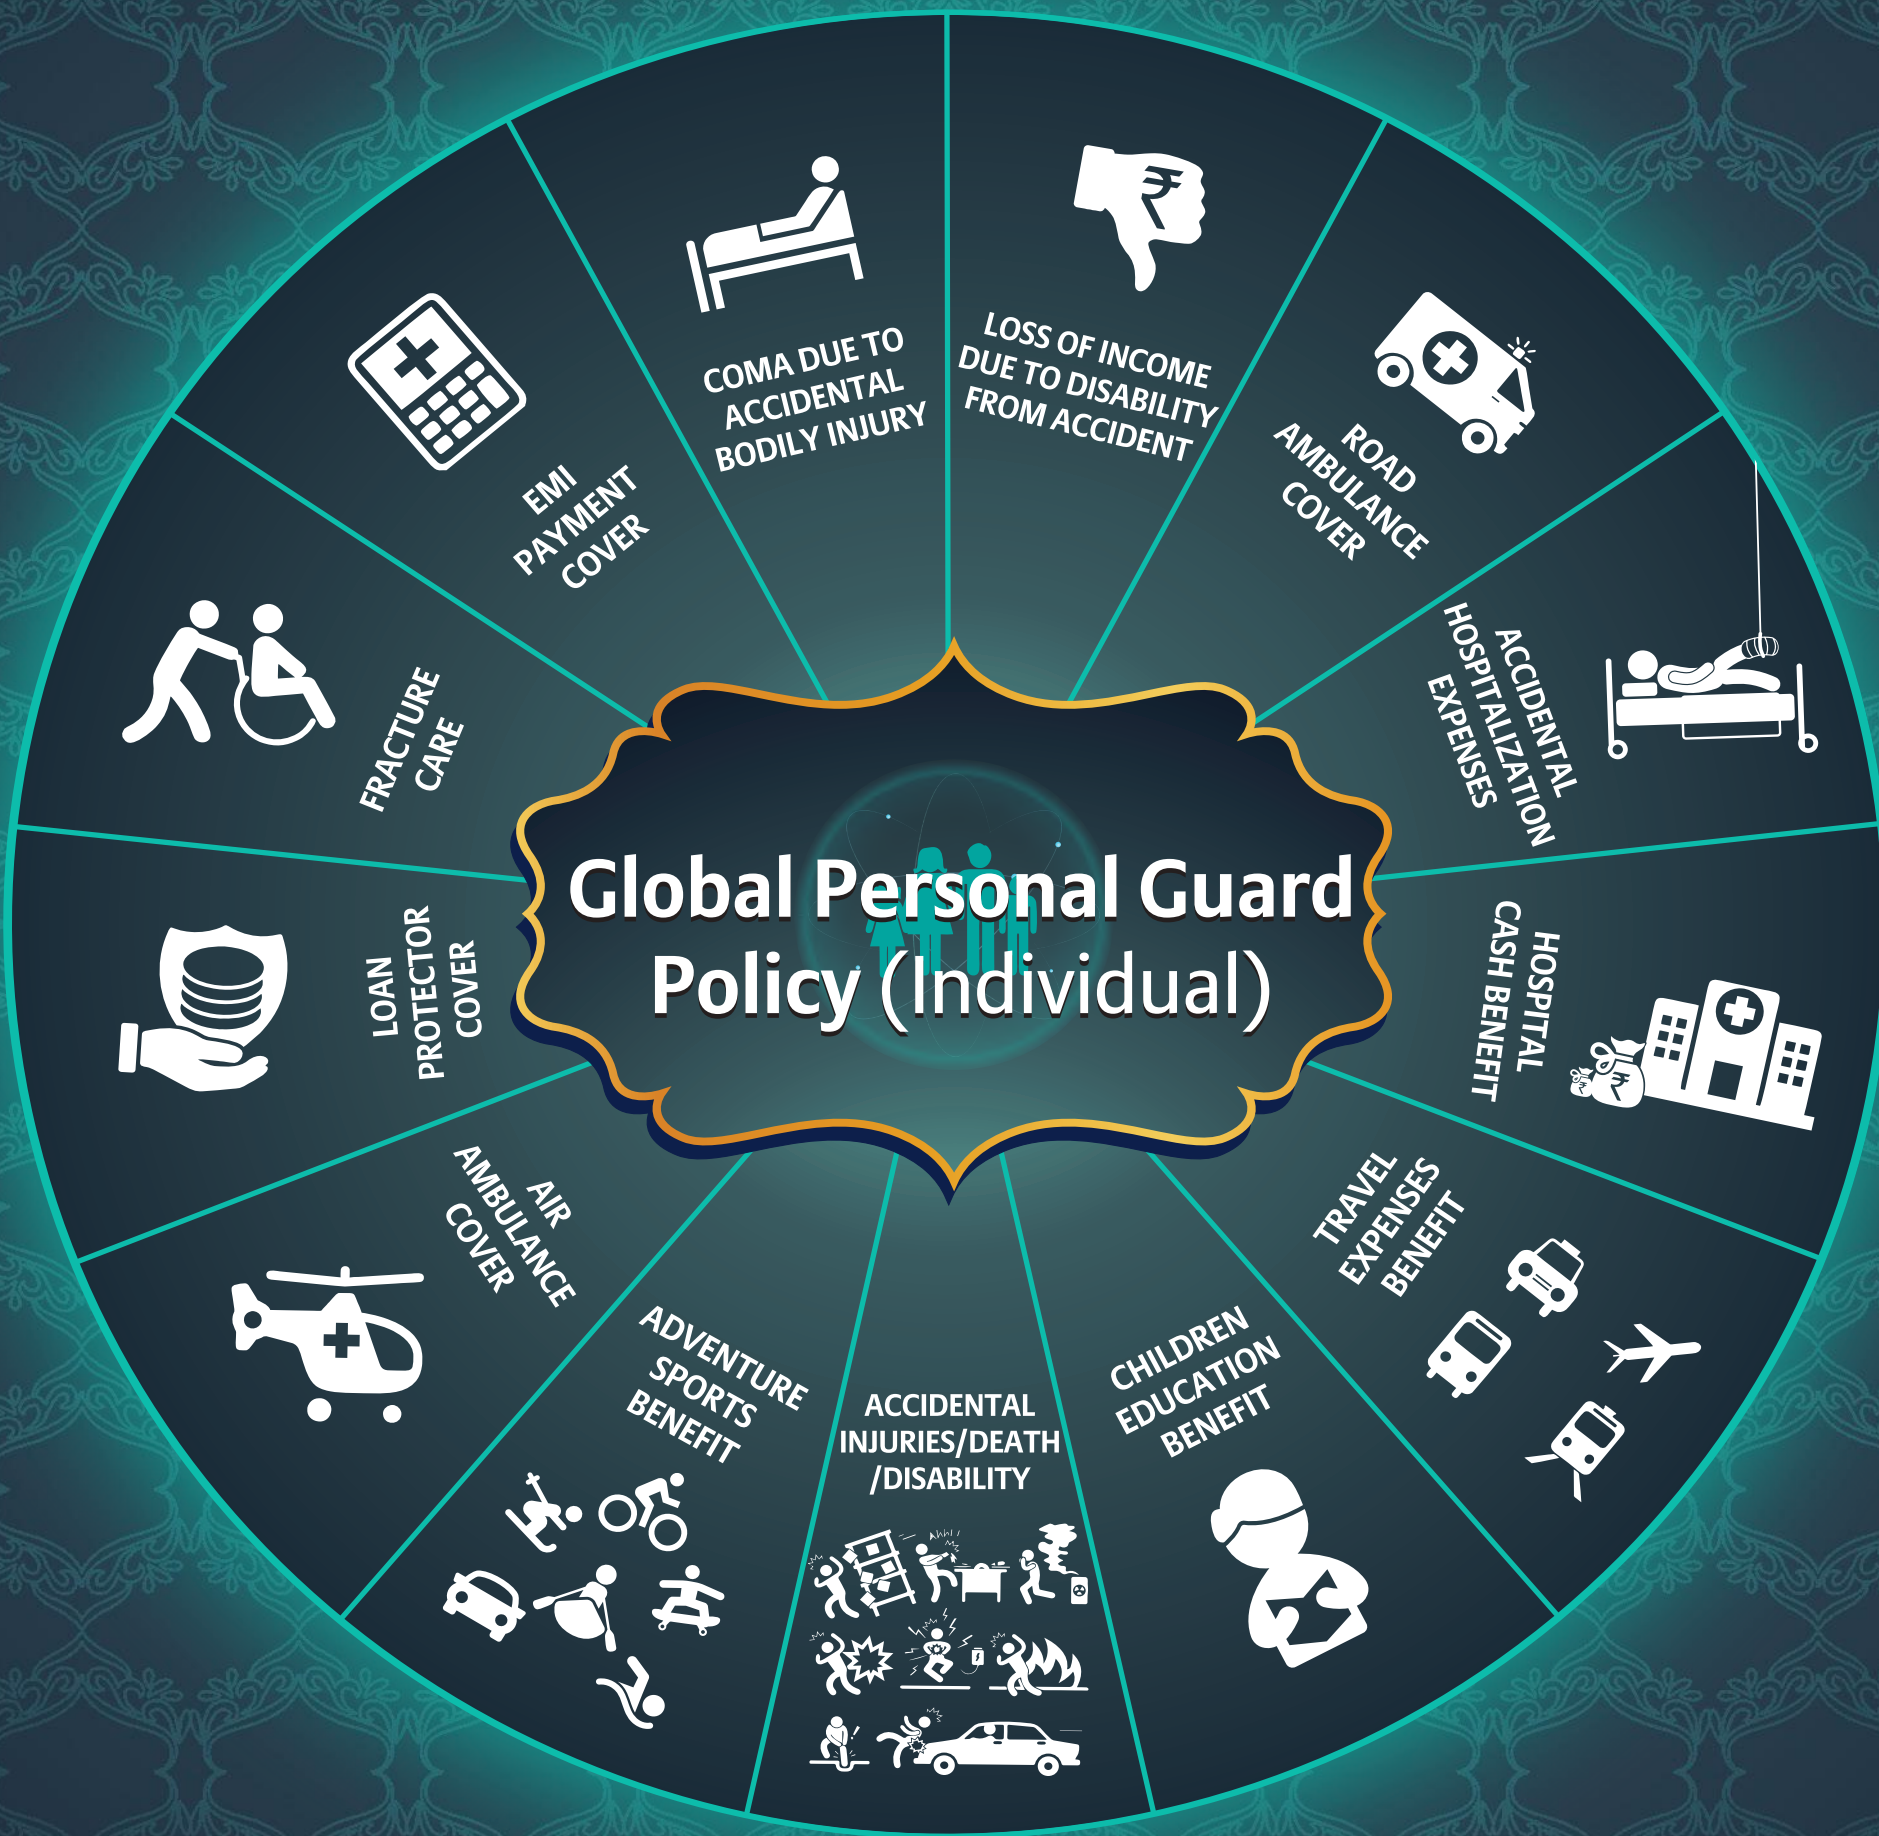 Global Personal Guard
Policy (Individual)
LOSS OF INCOME
DUE TO DISABILITY
FROM ACCIDENT
ROAD
AMBULANCE
COVER
ACCIDENTAL
HOSPITALIZATION
EXPENSES
HOSPITAL
CASH BENEFIT
TRAVEL
EXPENSES
BENEFIT
CHILDREN
EDUCATION
BENEFIT
ACCIDENTAL
INJURIES/DEATH
/DISABILITY
ADVENTURE
SPORTS
BENEFIT
AIR
AMBULANCE
COVER
LOAN
PROTECTOR
COVER
FRACTURE
CARE
EMI
PAYMENT
COVER
COMA DUE TO
ACCIDENTAL
BODILY INJURY